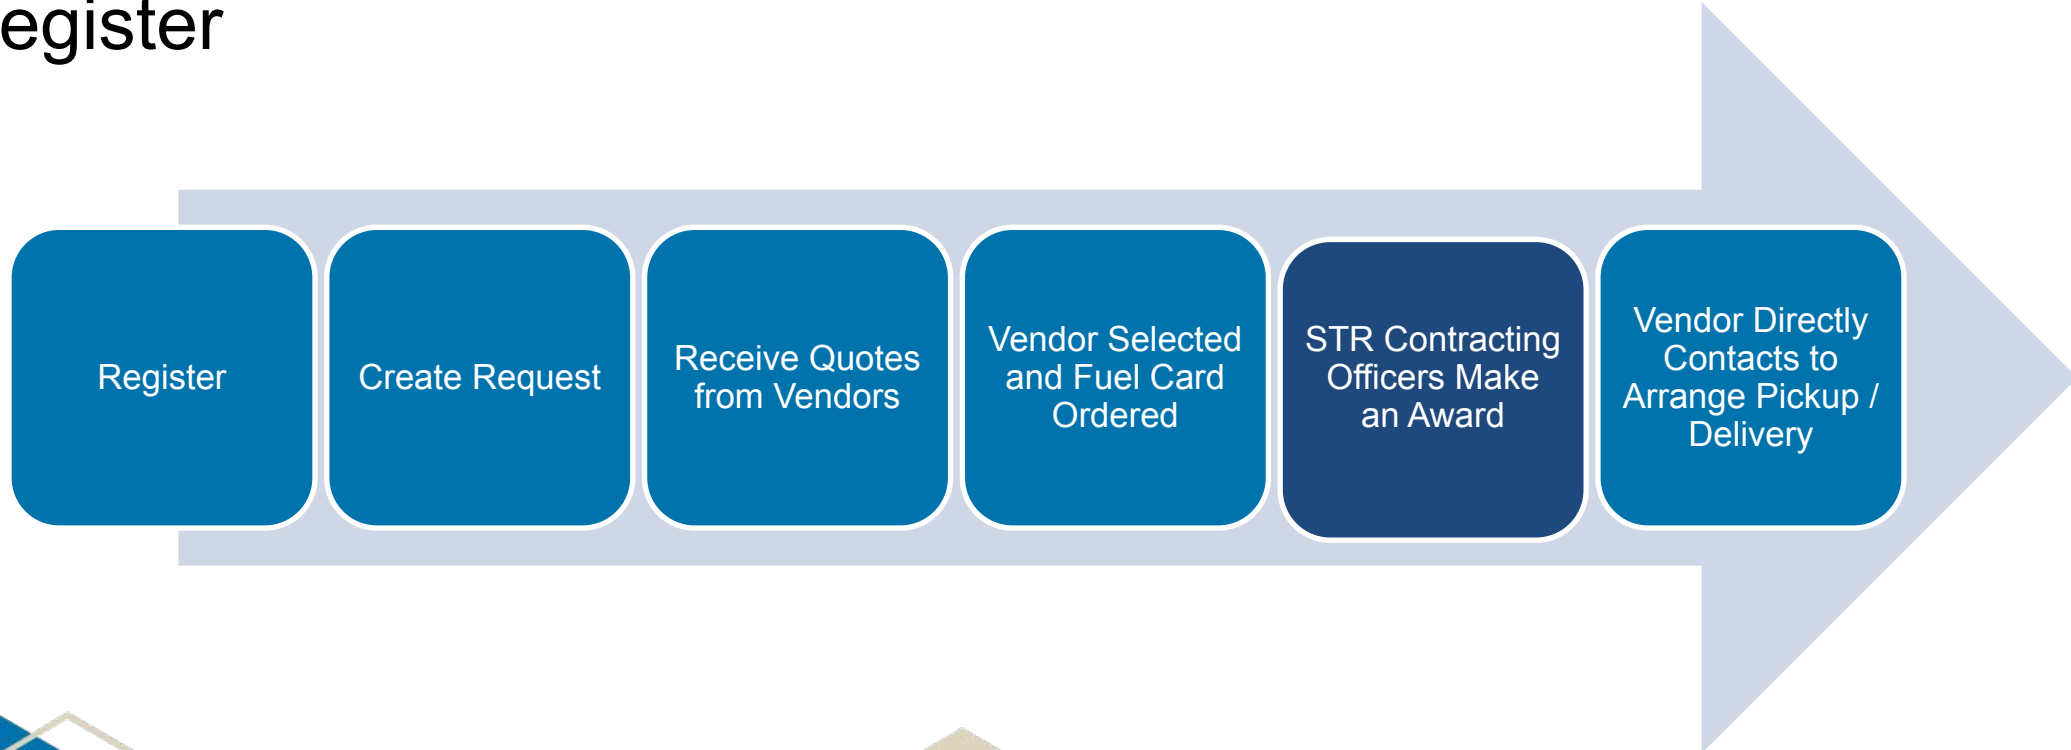 egister
Register
Create Request
Receive Quotes
from Vendors
Vendor Selected
and Fuel Card
Ordered
STR Contracting
Officers Make
an Award
Vendor Directly
Contacts to
Arrange Pickup /
Delivery